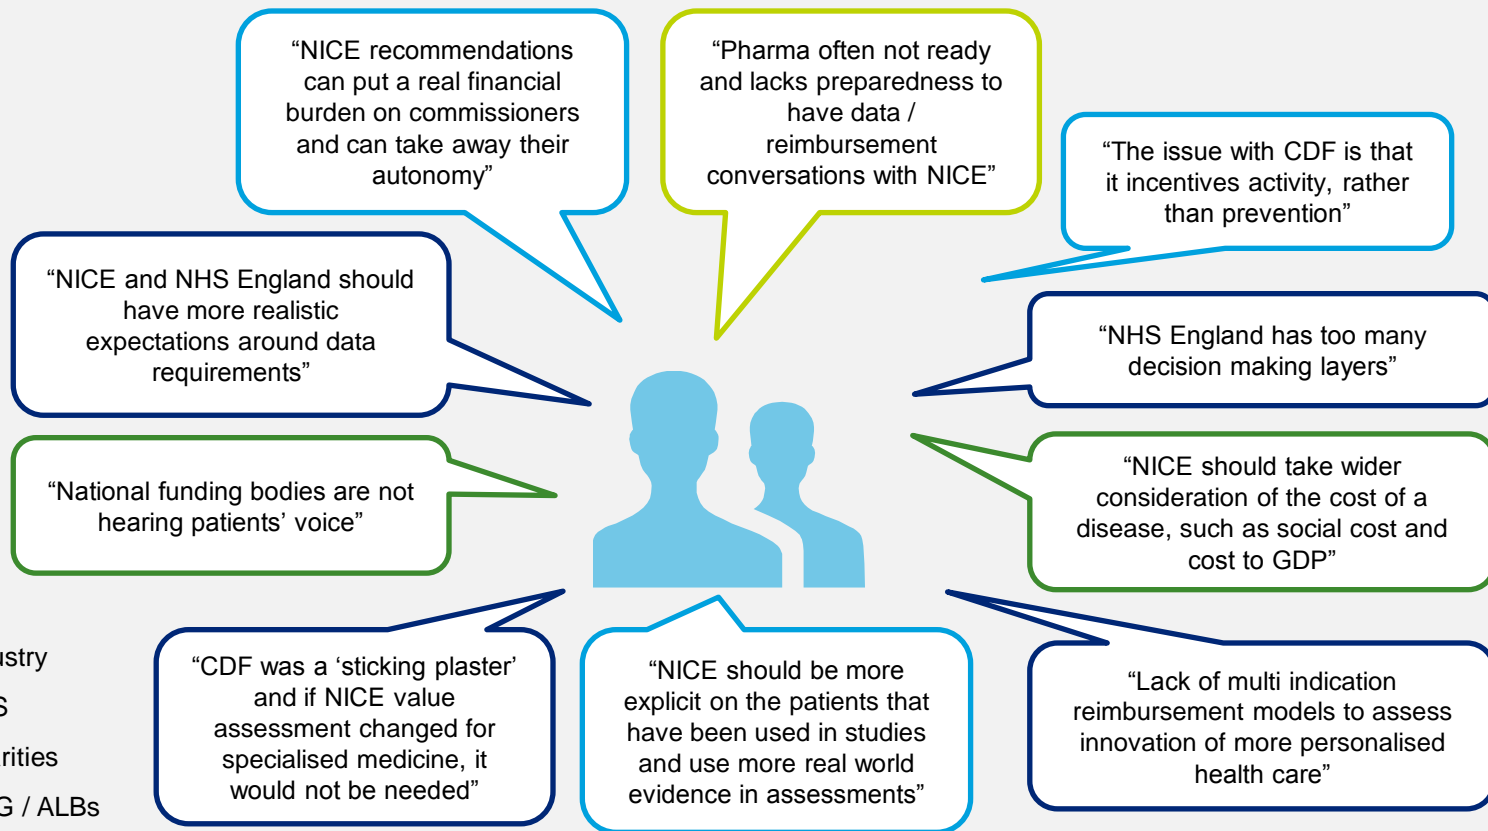 “NICE recommendations
can put a real financial
burden on commissioners
and can take away their
autonomy”
“Pharma often not ready
and lacks preparedness to
have data /
reimbursement
conversations with NICE”
“The issue with CDF is that
it incentives activity, rather
than prevention”
“NICE and NHS England should
have more realistic
expectations around data
requirements”
“NHS England has too many
decision making layers”
“National funding bodies are not
hearing patients’ voice”
“NICE should take wider
consideration of the cost of a
disease, such as social cost and
cost to GDP”
ustry
S
rities
G / ALBs
“CDF was a ‘sticking plaster’
and if NICE value
assessment changed for
specialised medicine, it
would not be needed”
“NICE should be more
explicit on the patients that
have been used in studies
and use more real world
evidence in assessments”
“Lack of multi indication
reimbursement models to assess
innovation of more personalised
health care”